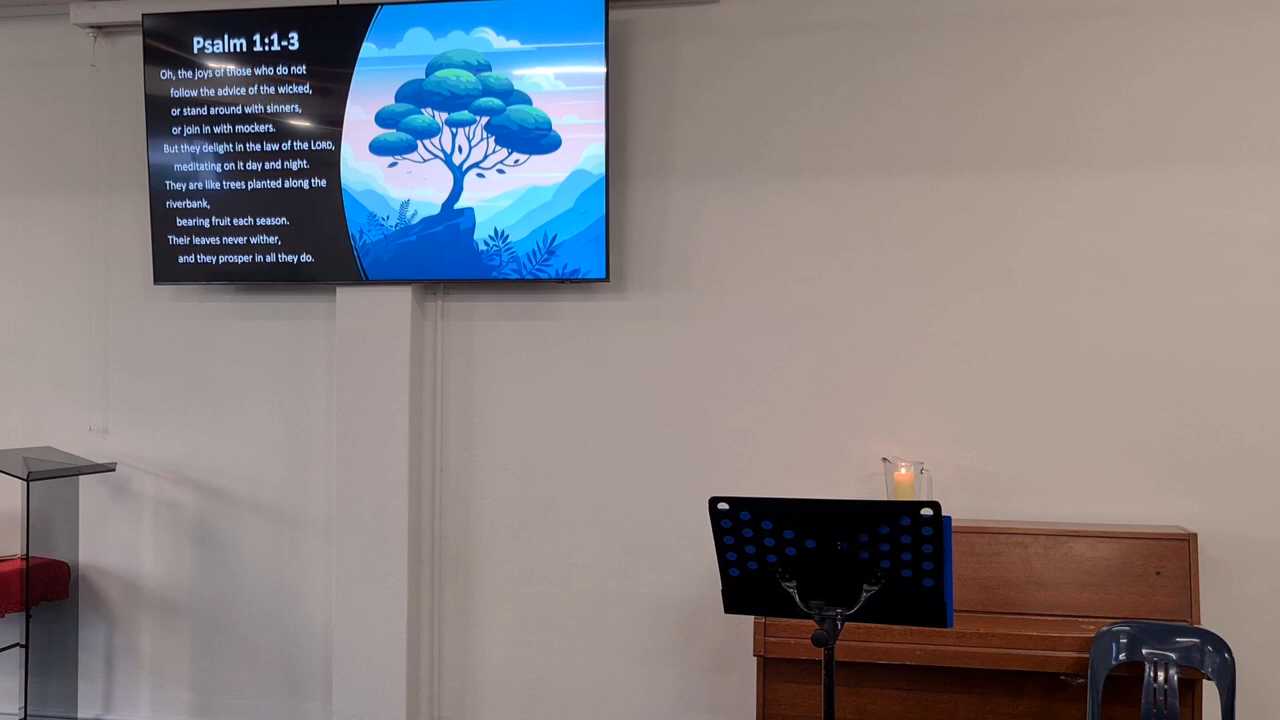 Psalm 1:1-3
Oh, the joys of those who do not
follow the advice of the wicked,
or stand around with sinners,
or join in with mockers.
But they delight in the law of the LORD,
meditating on it day and night.
They are like trees planted along the
riverbank,
bearing fruit each season.
Their leaves never wither,
and they prosper in all they do.